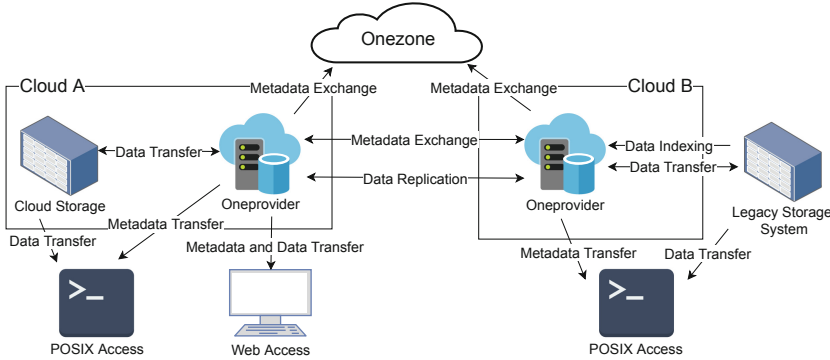 Onezone
Cloud A
Metadata Exchange
Metadata Exchange
Cloud B
Data Transfer
Metadata Exchange
Data Indexing
Data Transfer
Data Replication
Cloud Storage
Oneprovider
Oneprovider
Legacy Storage
System
Metadata Transfer
Data Transfer
Metadata and Data Transfer
Metadata Transfer
Data Transfer
>_
>_
POSIX Access
Web Access
POSIX Access